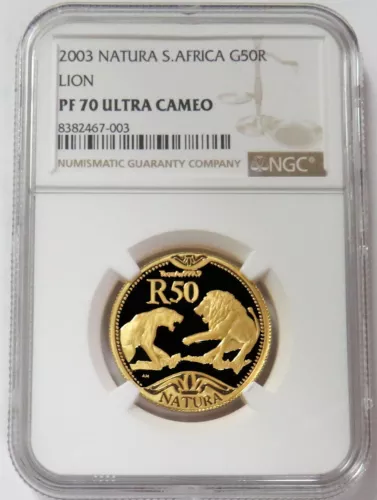 2003 NATURA S.AFRICA G50R
LION
PF 70 ULTRA CAMEO
8382467-003
NUMISMATIC GUARANTY COMPANY
NGC®
R50
NATURA